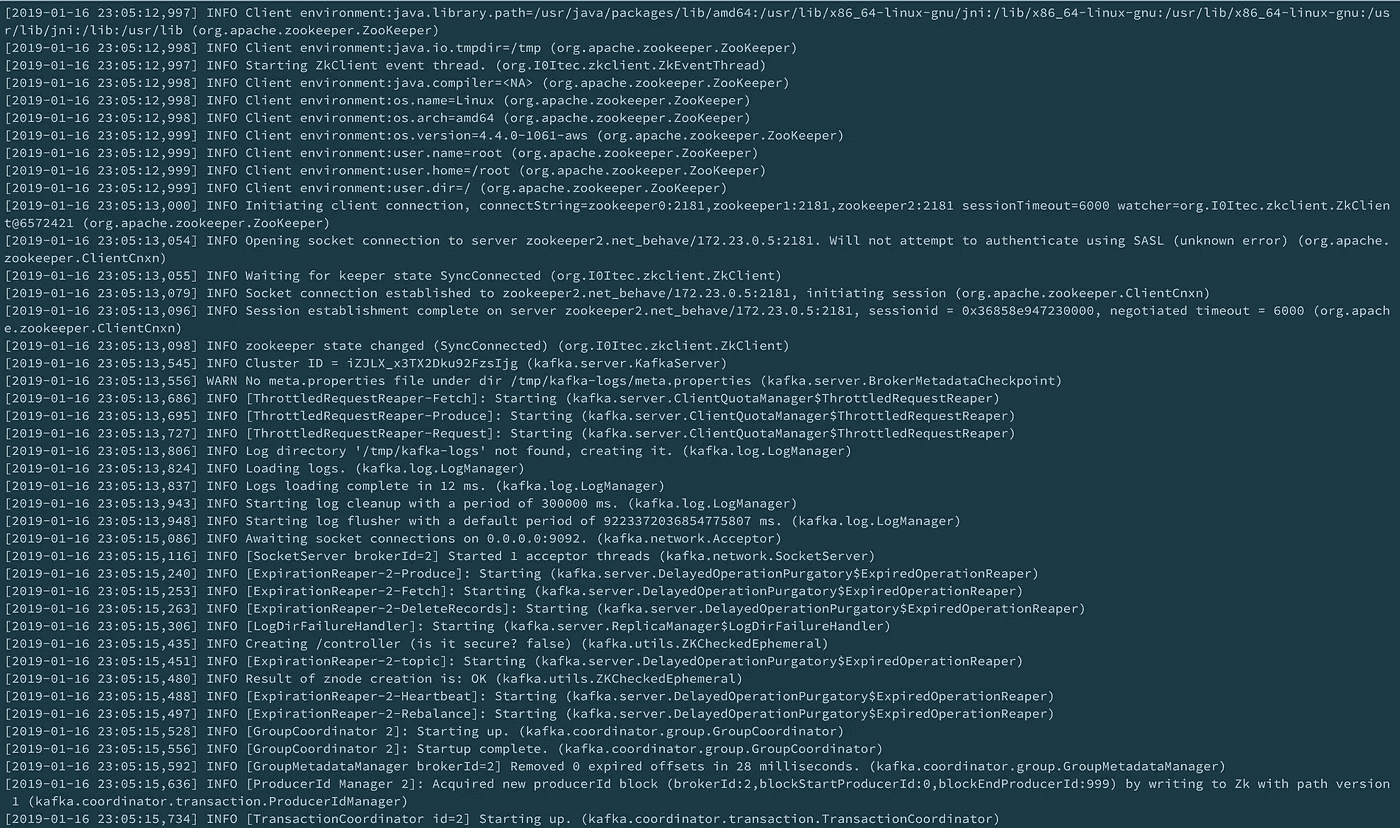 [2019-01-16 23:05:12,997] INFO Client environment:java.library.path=/usr/java/packages/lib/amd64:/usr/lib/x86_64-linux-gnu/jni:/lib/x86_64-linux-gnu:/usr/lib/x86_64-linux-gnu:/us
r/lib/jni:/lib:/usr/lib (org.apache.zookeeper.ZooKeeper)
[2019-01-16 23:05:12,998] INFO Client environment:java.io.tmpdir=/tmp (org.apache.zookeeper.ZooKeeper)
[2019-01-16 23:05:12,997] INFO Starting ZkClient event thread. (org.I0Itec.zkclient.ZkEventThread)
[2019-01-16 23:05:12,998] INFO Client environment:java.compiler=<NA> (org.apache.zookeeper.ZooKeeper)
[2019-01-16 23:05:12,998] INFO Client environment:os.name=Linux (org.apache.zookeeper.ZooKeeper)
[2019-01-16 23:05:12,998] INFO Client environment:os.arch=amd64 (org.apache.zookeeper.ZooKeeper)
[2019-01-16 23:05:12,999] INFO Client environment:os.version=4.4.0-1061-aws (org.apache.zookeeper.ZooKeeper)
[2019-01-16 23:05:12,999] INFO Client environment:user.name=root (org.apache.zookeeper.ZooKeeper)
[2019-01-16 23:05:12,999] INFO Client environment:user.home=/root (org.apache.zookeeper.ZooKeeper)
[2019-01-16 23:05:12,999] INFO Client environment:user.dir=/ (org.apache.zookeeper.ZooKeeper)
[2019-01-16 23:05:13,000] INFO Initiating client connection, connectString=zookeeper0:2181,zookeeper1:2181,zookeeper2:2181 sessionTimeout=6000 watcher=org.I0Itec.zkclient.ZkClien
t@6572421 (org.apache.zookeeper.ZooKeeper)
[2019-01-16 23:05:13,054] INFO Opening socket connection to server zookeeper2.net_behave/172.23.0.5:2181. Will not attempt to authenticate using SASL (unknown error) (org.apache.
zookeeper.ClientCnxn)
[2019-01-16 23:05:13,055] INFO Waiting for keeper state SyncConnected (org.I0Itec.zkclient.ZkClient)
[2019-01-16 23:05:13,079] INFO Socket connection established to zookeeper2.net_behave/172.23.0.5:2181, initiating session (org.apache.zookeeper.ClientCnxn)
[2019-01-16 23:05:13,096] INFO Session establishment complete on server zookeeper2.net_behave/172.23.0.5:2181, sessionid = 0x36858e947230000, negotiated timeout = 6000 (org.apach
e.zookeeper.ClientCnxn)
[2019-01-16 23:05:13,098] INFO zookeeper state changed (SyncConnected) (org.I0Itec.zkclient.ZkClient)
[2019-01-16 23:05:13,545] INFO Cluster ID = iZJLX_x3TX2Dku92FzsIjg (kafka.server.KafkaServer)
[2019-01-16 23:05:13,556] WARN No meta.properties file under dir /tmp/kafka-logs/meta.properties (kafka.server.BrokerMetadataCheckpoint)
[2019-01-16 23:05:13,686] INFO [ThrottledRequestReaper-Fetch]: Starting (kafka.server.ClientQuotaManager$ThrottledRequestReaper)
[2019-01-16 23:05:13,695] INFO [ThrottledRequestReaper-Produce]: Starting (kafka.server.ClientQuotaManager$ThrottledRequestReaper)
[2019-01-16 23:05:13,727] INFO [ThrottledRequestReaper-Request]: Starting (kafka.server.ClientQuotaManager$ThrottledRequestReaper)
[2019-01-16 23:05:13,806] INFO Log directory '/tmp/kafka-logs' not found, creating it. (kafka.log.LogManager)
[2019-01-16 23:05:13,824] INFO Loading logs. (kafka.log.LogManager)
[2019-01-16 23:05:13,837] INFO Logs loading complete in 12 ms. (kafka.log.LogManager)
[2019-01-16 23:05:13,943] INFO Starting log cleanup with a period of 300000 ms. (kafka.log.LogManager)
[2019-01-16 23:05:13,948] INFO Starting log flusher with a default period of 9223372036854775807 ms. (kafka.log.LogManager)
[2019-01-16 23:05:15,086] INFO Awaiting socket connections on 0.0.0.0:9092. (kafka.network.Acceptor)
[2019-01-16 23:05:15,116] INFO [SocketServer brokerId=2] Started 1 acceptor threads (kafka.network.SocketServer)
[2019-01-16 23:05:15,240] INFO [ExpirationReaper-2-Produce]: Starting (kafka.server.DelayedOperationPurgatory$ExpiredOperationReaper)
[2019-01-16 23:05:15,253] INFO [ExpirationReaper-2-Fetch]: Starting (kafka.server.DelayedOperationPurgatory$ExpiredOperationReaper)
[2019-01-16 23:05:15,263] INFO [ExpirationReaper-2-DeleteRecords]: Starting (kafka.server.DelayedOperationPurgatory$ExpiredOperationReaper)
[2019-01-16 23:05:15,306] INFO [LogDirFailureHandler]: Starting (kafka.server.ReplicaManager$LogDirFailureHandler)
[2019-01-16 23:05:15,435] INFO Creating /controller (is it secure? false) (kafka.utils.ZKCheckedEphemeral)
[2019-01-16 23:05:15,451] INFO [ExpirationReaper-2-topic]: Starting (kafka.server.DelayedOperationPurgatory$ExpiredOperationReaper)
[2019-01-16 23:05:15,480] INFO Result of znode creation is: OK (kafka.utils.ZKCheckedEphemeral)
[2019-01-16 23:05:15,488] INFO [ExpirationReaper-2-Heartbeat]: Starting (kafka.server.DelayedOperationPurgatory$ExpiredOperationReaper)
[2019-01-16 23:05:15,497] INFO [ExpirationReaper-2-Rebalance]: Starting (kafka.server.DelayedOperationPurgatory$ExpiredOperationReaper)
[2019-01-16 23:05:15,528] INFO [GroupCoordinator 2]: Starting up. (kafka.coordinator.group.GroupCoordinator)
[2019-01-16 23:05:15,556] INFO [GroupCoordinator 2]: Startup complete. (kafka.coordinator.group.GroupCoordinator)
[2019-01-16 23:05:15,592] INFO [GroupMetadataManager brokerId=2] Removed 0 expired offsets in 28 milliseconds. (kafka.coordinator.group.GroupMetadataManager)
[2019-01-16 23:05:15,636] INFO [ProducerId Manager 2]: Acquired new producerId block (brokerId:2,blockStartProducerId:0,blockEndProducerId:999) by writing to Zk with path version
1 (kafka.coordinator.transaction.ProducerIdManager)
[2019-01-16 23:05:15,734] INFO [TransactionCoordinator id=2] Starting up. (kafka.coordinator.transaction.TransactionCoordinator)